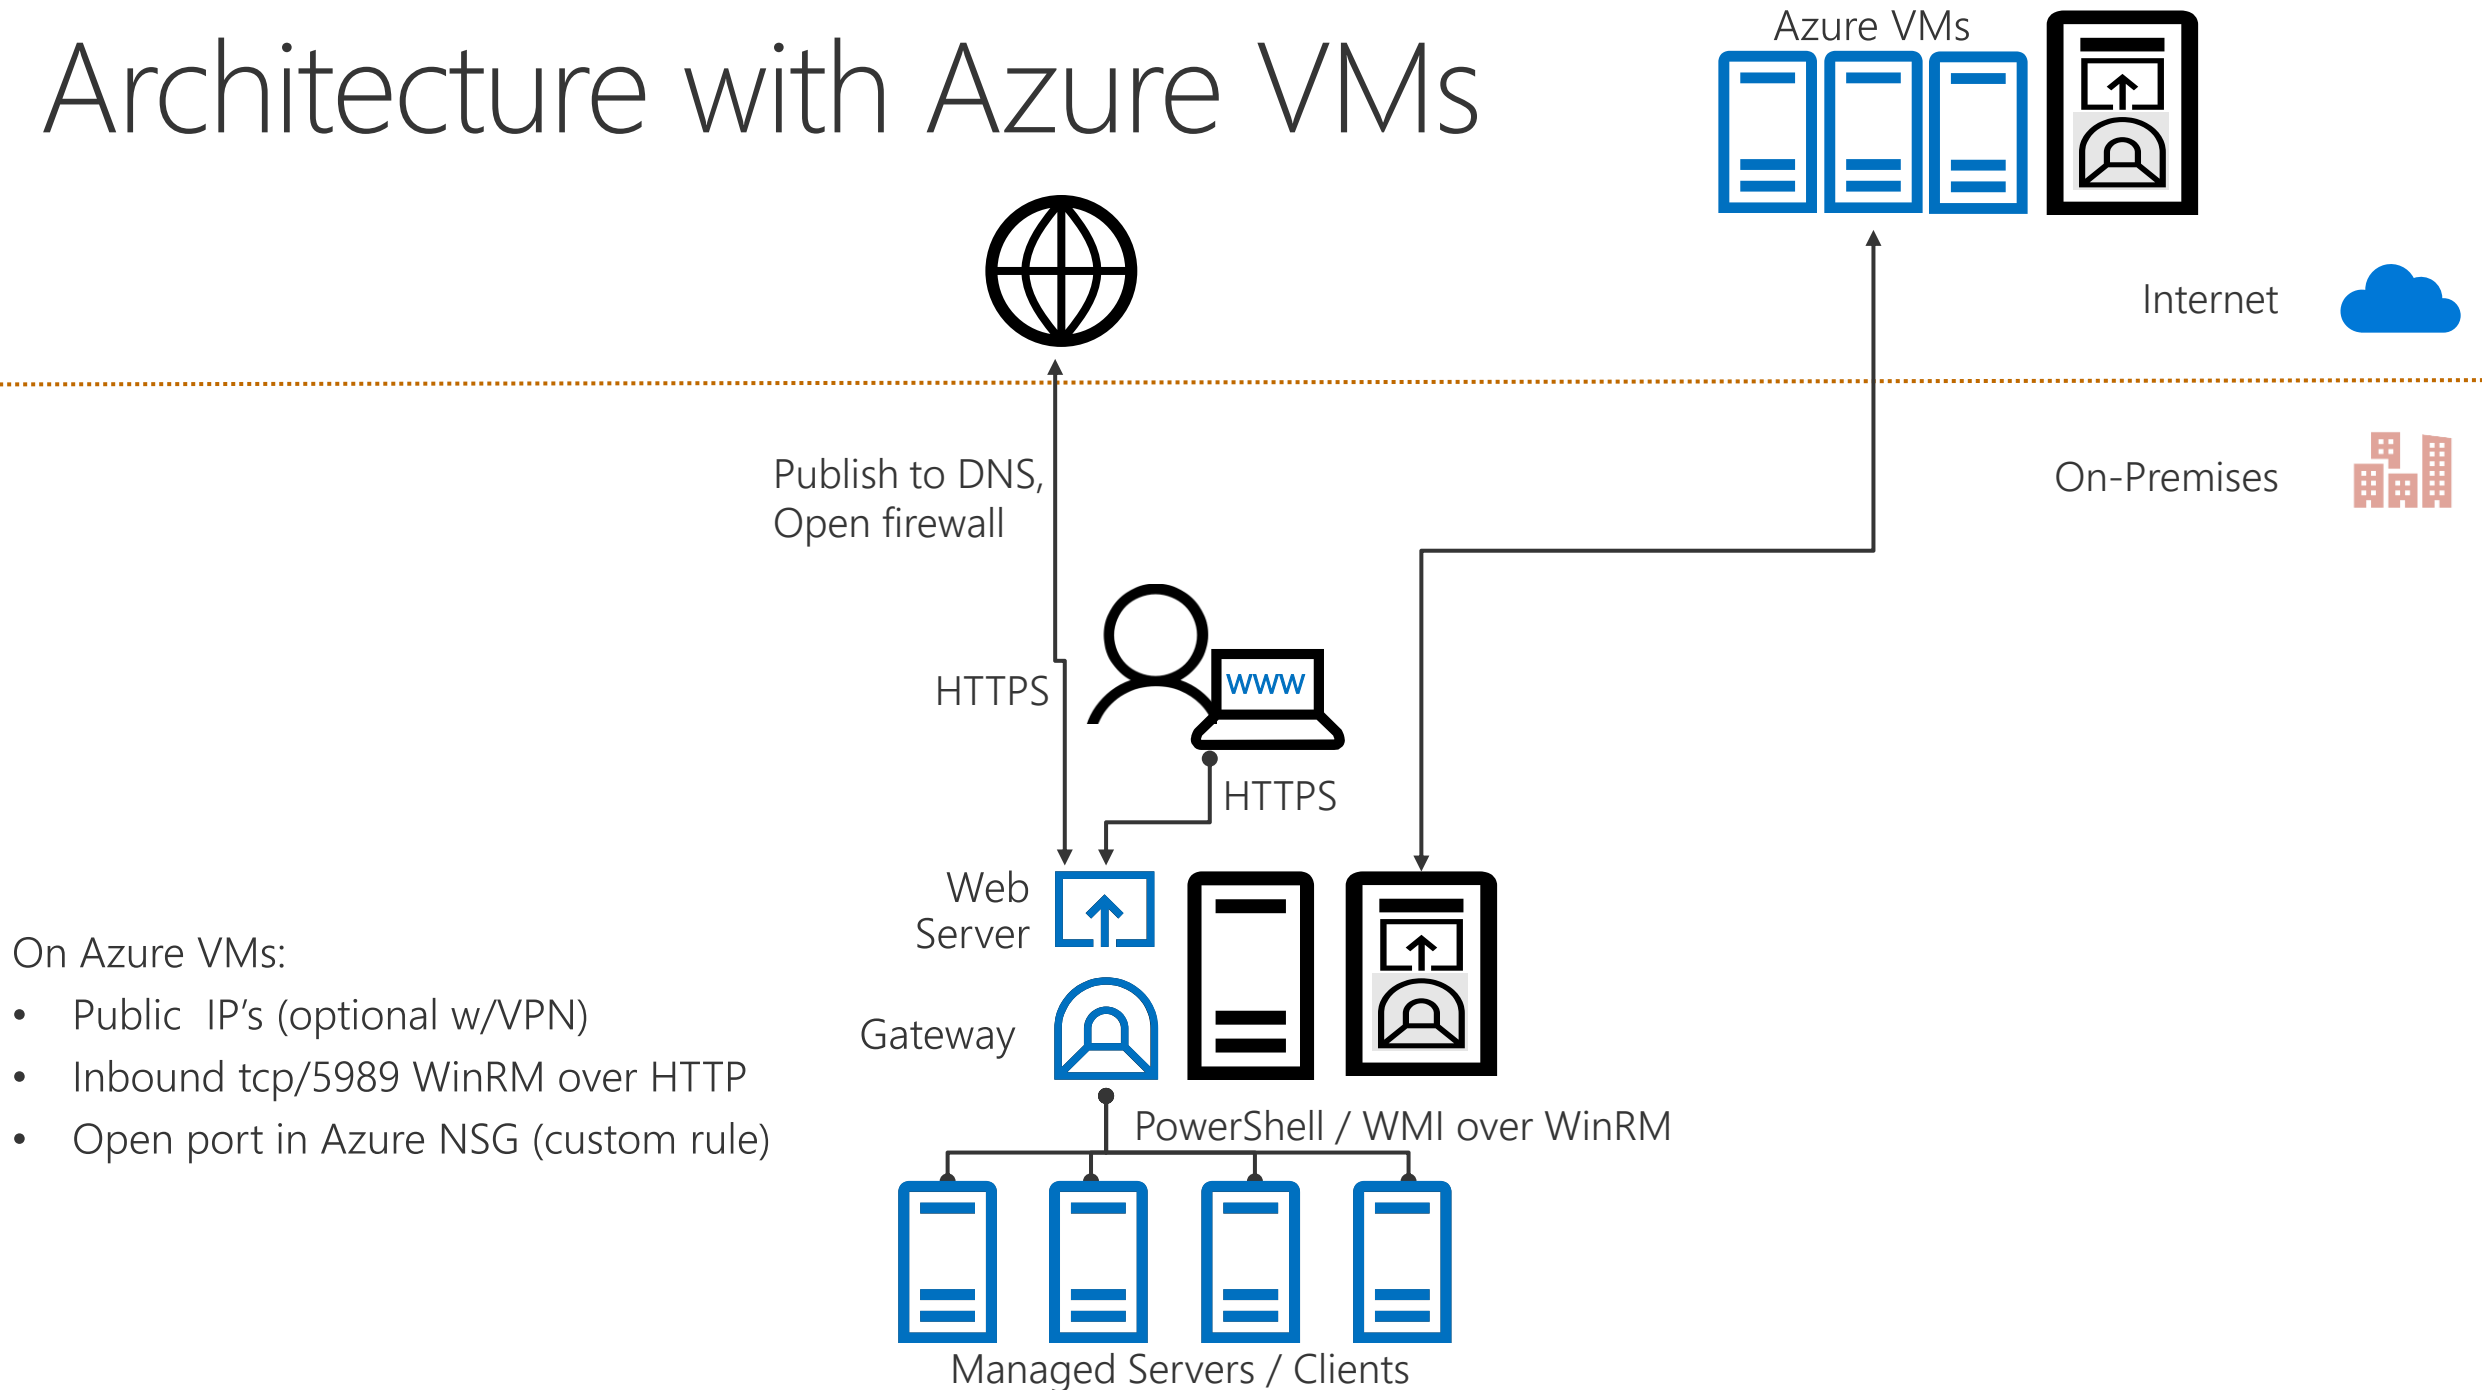 Architecture with Azure VMs
Azure VMs
Internet
On-Premises
Publish to DNS,
Open firewall
HTTPS
www
HTTPS
Web
Server
Gateway
On Azure VMs:
• Public  IP’s (optional w/VPN)
• Inbound tcp/5989 WinRM over HTTP
• Open port in Azure NSG (custom rule)
PowerShell / WMI over WinRM
Managed Servers / Clients